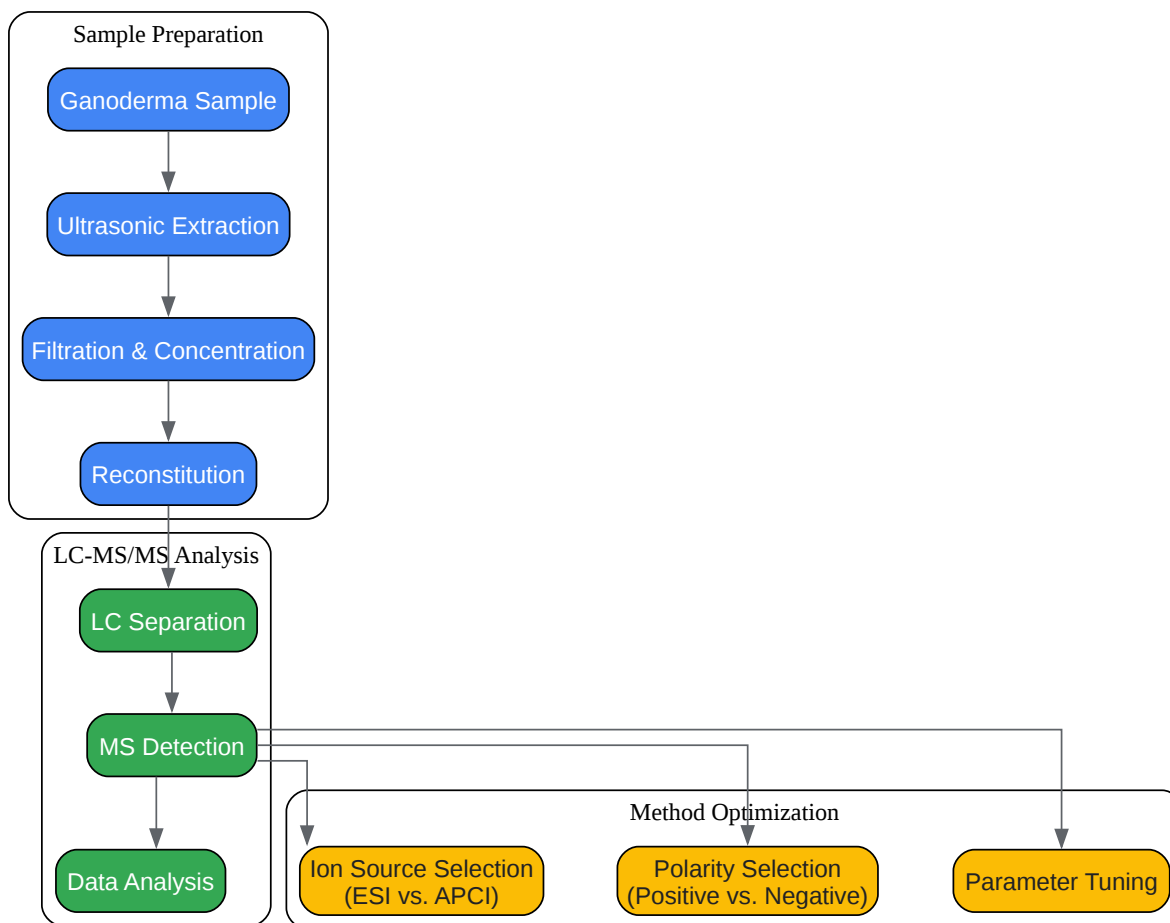 Sample Preparation
Ganoderma Sample
Ultrasonic Extraction
Filtration & Concentration
Reconstitution
LC-MS/MS Analysis
LC Separation
MS Detection
Data Analysis
Method Optimization
Ion Source Selection
(ESI vs. APCI)
Polarity Selection
(Positive vs. Negative)
Parameter Tuning